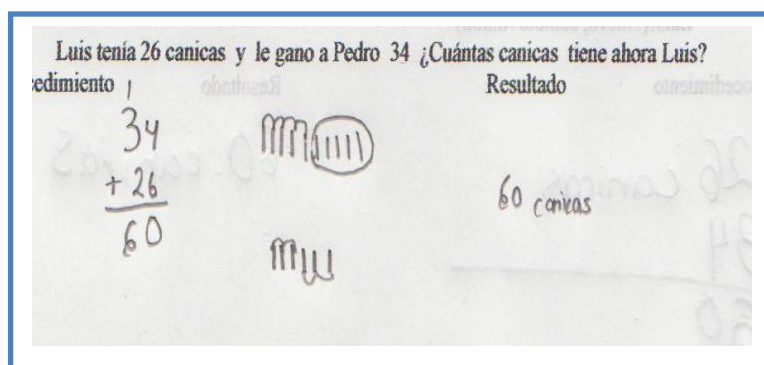 Luis tenía 26 canicas y le gano a Pedro 34 ¿Cuántas canicas tiene ahora Luis?
edimiento Resultado
1
34
+ 26
60
60 canicas